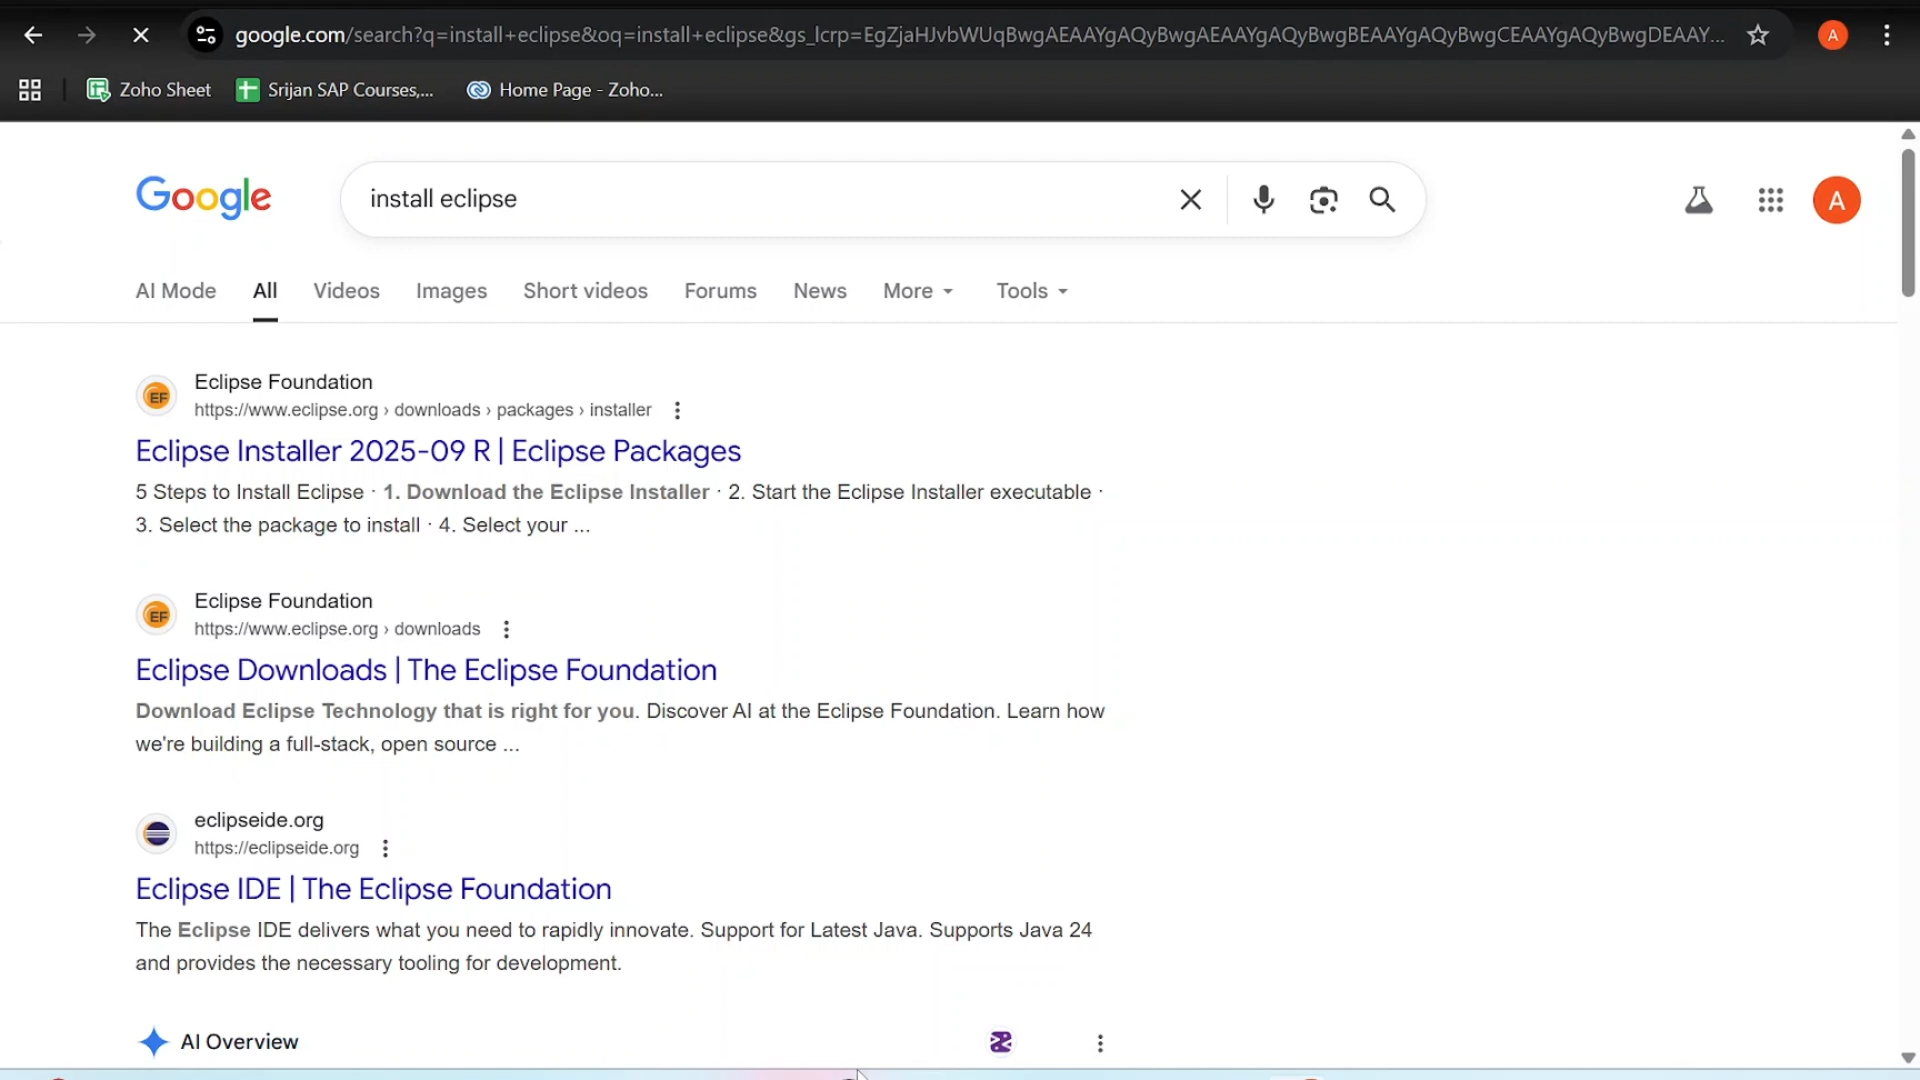 google.com/search?q=install+eclipse&oq=install+eclipse&gs_lcrp=EgZjaHJvbWUqBwgAEAAYgAQyBwgAEAAYgAQyBwgBEAAYgAQyBwgCEAAYgAQyBwgDEAAY...
A
Zoho Sheet
Srijan SAP Courses,...
Home Page - Zoho...
Google
install eclipse
A
AI Mode
All
Videos
Images
Short videos
Forums
News
More
Tools
EF
Eclipse Foundation
https://www.eclipse.org › downloads › packages › installer
Eclipse Installer 2025-09 R | Eclipse Packages
5 Steps to Install Eclipse · 1. Download the Eclipse Installer · 2. Start the Eclipse Installer executable ·
3. Select the package to install · 4. Select your ...
EF
Eclipse Foundation
https://www.eclipse.org › downloads
Eclipse Downloads | The Eclipse Foundation
Download Eclipse Technology that is right for you. Discover AI at the Eclipse Foundation. Learn how
we're building a full-stack, open source ...
eclipseide.org
https://eclipseide.org
Eclipse IDE | The Eclipse Foundation
The Eclipse IDE delivers what you need to rapidly innovate. Support for Latest Java. Supports Java 24
and provides the necessary tooling for development.
AI Overview